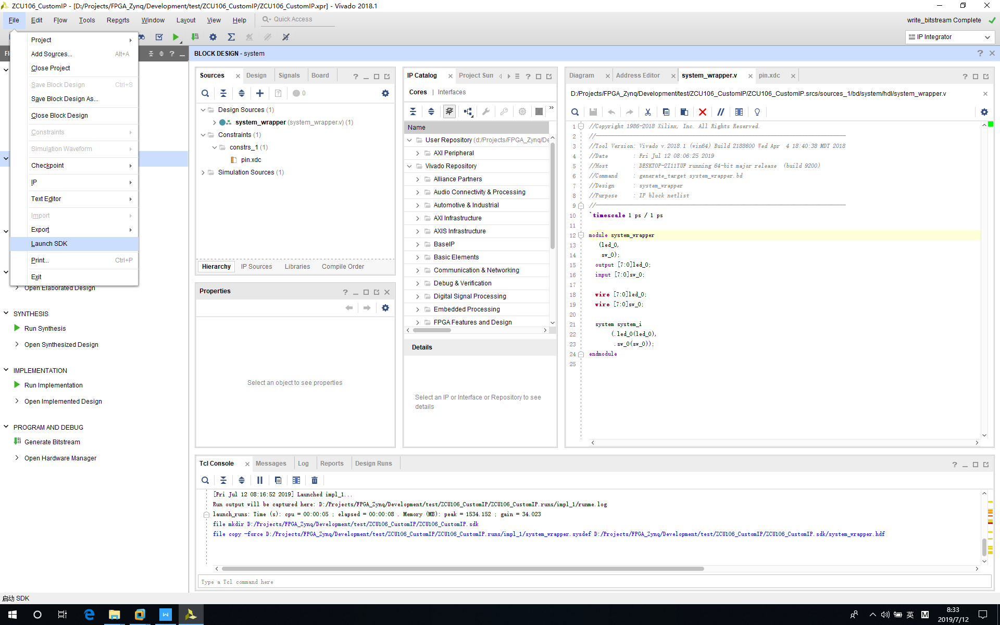 ZCU106_CustomIP - [D:/Projects/FPGA_Zynq/Development/test/ZCU106_CustomIP/ZCU106_CustomIP.xpr] - Vivado 2018.1
File Edit Flow Tools Reports Window Layout View Help Quick Access
write_bitstream Complete
IP Integrator
Project
Add Sources... Alt+A
Close Project
Save Block Design Ctrl+S
Save Block Design As...
Close Block Design
Constraints
Simulation Waveform
Checkpoint
IP
Text Editor
Import
Export
Launch SDK
Print... Ctrl+P
Exit
Open Elaborated Design
SYNTHESIS
Run Synthesis
Open Synthesized Design
IMPLEMENTATION
Run Implementation
Open Implemented Design
PROGRAM AND DEBUG
Generate Bitstream
Open Hardware Manager
BLOCK DESIGN - system
Sources Design Signals Board
0
Design Sources (1)
system_wrapper (system_wrapper.v) (1)
Constraints (1)
constrs_1 (1)
pin.xdc
Simulation Sources (1)
Hierarchy IP Sources Libraries Compile Order
Properties
Select an object to see properties
IP Catalog Project Sun
Cores | Interfaces
Name
User Repository (d:/Projects/FPGA_Zynq/De
AXI Peripheral
Vivado Repository
Alliance Partners
Audio Connectivity & Processing
Automotive & Industrial
AXI Infrastructure
AXIS Infrastructure
BaseIP
Basic Elements
Communication & Networking
Debug & Verification
Digital Signal Processing
Embedded Processing
FPGA Features and Design
Details
Select an IP or Interface or Repository to see
details
Diagram Address Editor system_wrapper.v pin.xdc
D:/Projects/FPGA_Zynq/Development/test/ZCU106_CustomIP/ZCU106_CustomIP.srcs/sources_1/bd/system/hdl/system_wrapper.v
1 //Copyright 1986-2018 Xilinx, Inc. All Rights Reserved.
2 //--------------------------------------------------------------------------------
3 //Tool Version: Vivado v.2018.1 (win64) Build 2188600 Wed Apr  4 18:40:38 MDT 2018
4 //Date        : Fri Jul 12 08:06:25 2019
5 //Host        : DESKTOP-2I11TUF running 64-bit major release  (build 9200)
6 //Command     : generate_target system_wrapper.bd
7 //Design      : system_wrapper
8 //Purpose     : IP block netlist
9 //--------------------------------------------------------------------------------
10 `timescale 1 ps / 1 ps
11
12 module system_wrapper
13 (led_0,
14 sw_0);
15 output [7:0]led_0;
16 input [7:0]sw_0;
17
18 wire [7:0]led_0;
19 wire [7:0]sw_0;
20
21 system system_i
22 (.led_0(led_0),
23 .sw_0(sw_0));
24 endmodule
25
Tcl Console Messages Log Reports Design Runs
[Fri Jul 12 08:16:52 2019] Launched impl_1...
Run output will be captured here: D:/Projects/FPGA_Zynq/Development/test/ZCU106_CustomIP/ZCU106_CustomIP.runs/impl_1/runme.log
launch_runs: Time (s): cpu = 00:00:05 ; elapsed = 00:00:08 . Memory (MB): peak = 1534.152 ; gain = 34.023
file mkdir D:/Projects/FPGA_Zynq/Development/test/ZCU106_CustomIP/ZCU106_CustomIP.sdk
file copy -force D:/Projects/FPGA_Zynq/Development/test/ZCU106_CustomIP/ZCU106_CustomIP.runs/impl_1/system_wrapper.sysdef D:/Projects/FPGA_Zynq/Development/test/ZCU106_CustomIP/ZCU106_CustomIP.sdk/system_wrapper.hdf
Type a Tcl command here
启动 SDK
英 M
8:33
2019/7/12